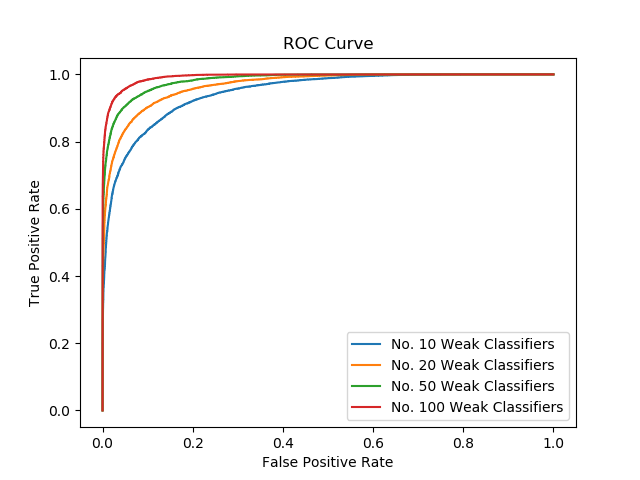 ROC Curve
True Positive Rate
1.0
0.8
0.6
0.4
0.2
0.0
No. 10 Weak Classifiers
No. 20 Weak Classifiers
No. 50 Weak Classifiers
No. 100 Weak Classifiers
0.0 0.2 0.4 0.6 0.8 1.0
False Positive Rate